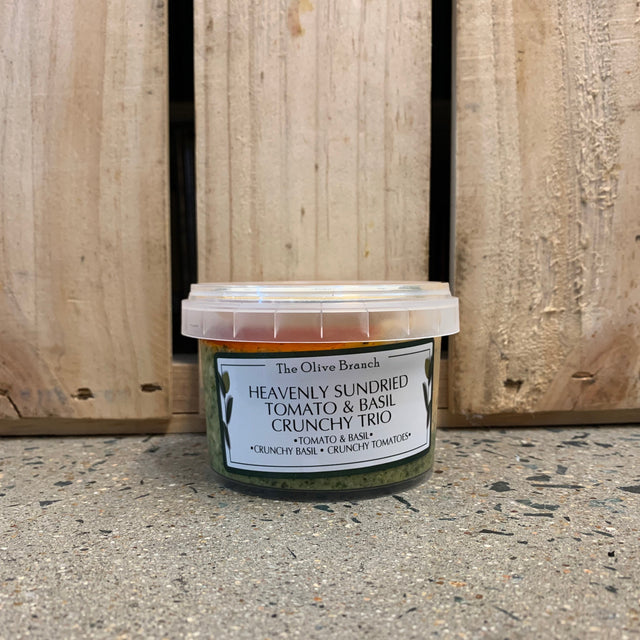 The Olive Branch
HEAVENLY SUNDRIED
TOMATO & BASIL
CRUNCHY TRIO
•TOMATO & BASIL•
•CRUNCHY BASIL • CRUNCHY TOMATOES•